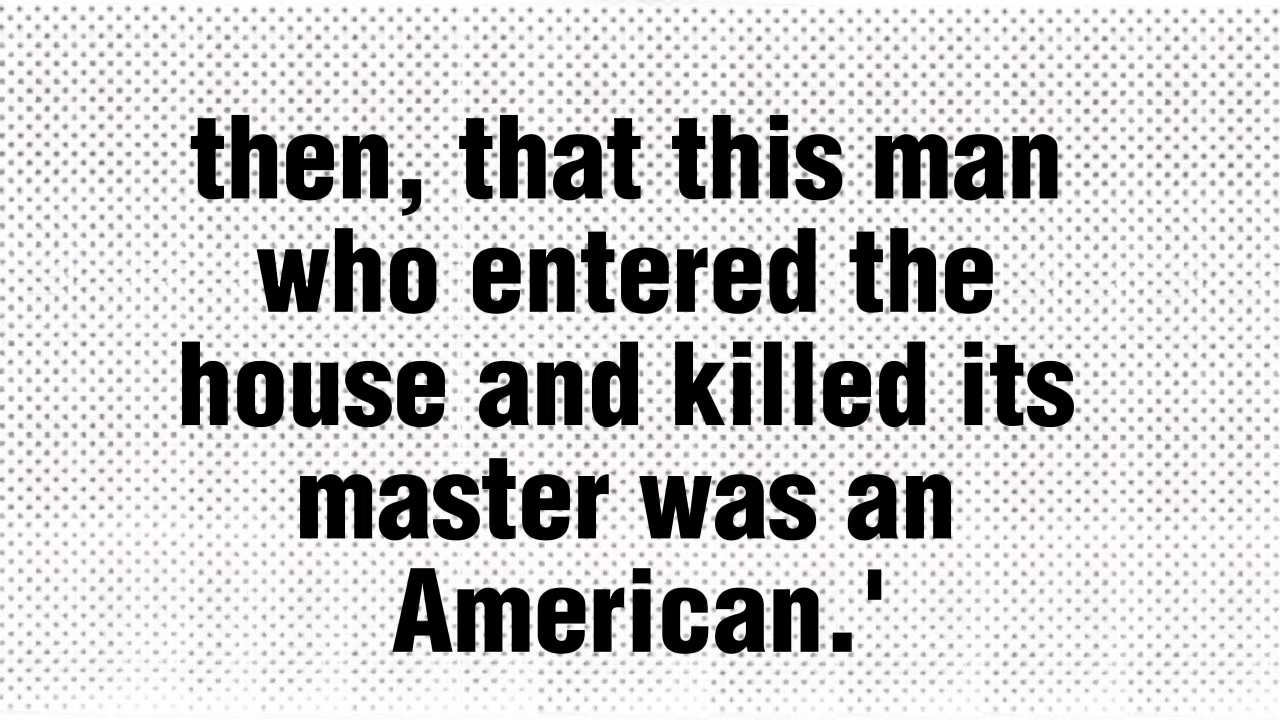 then, that this man
who entered the
house and killed its
master was an
American.'